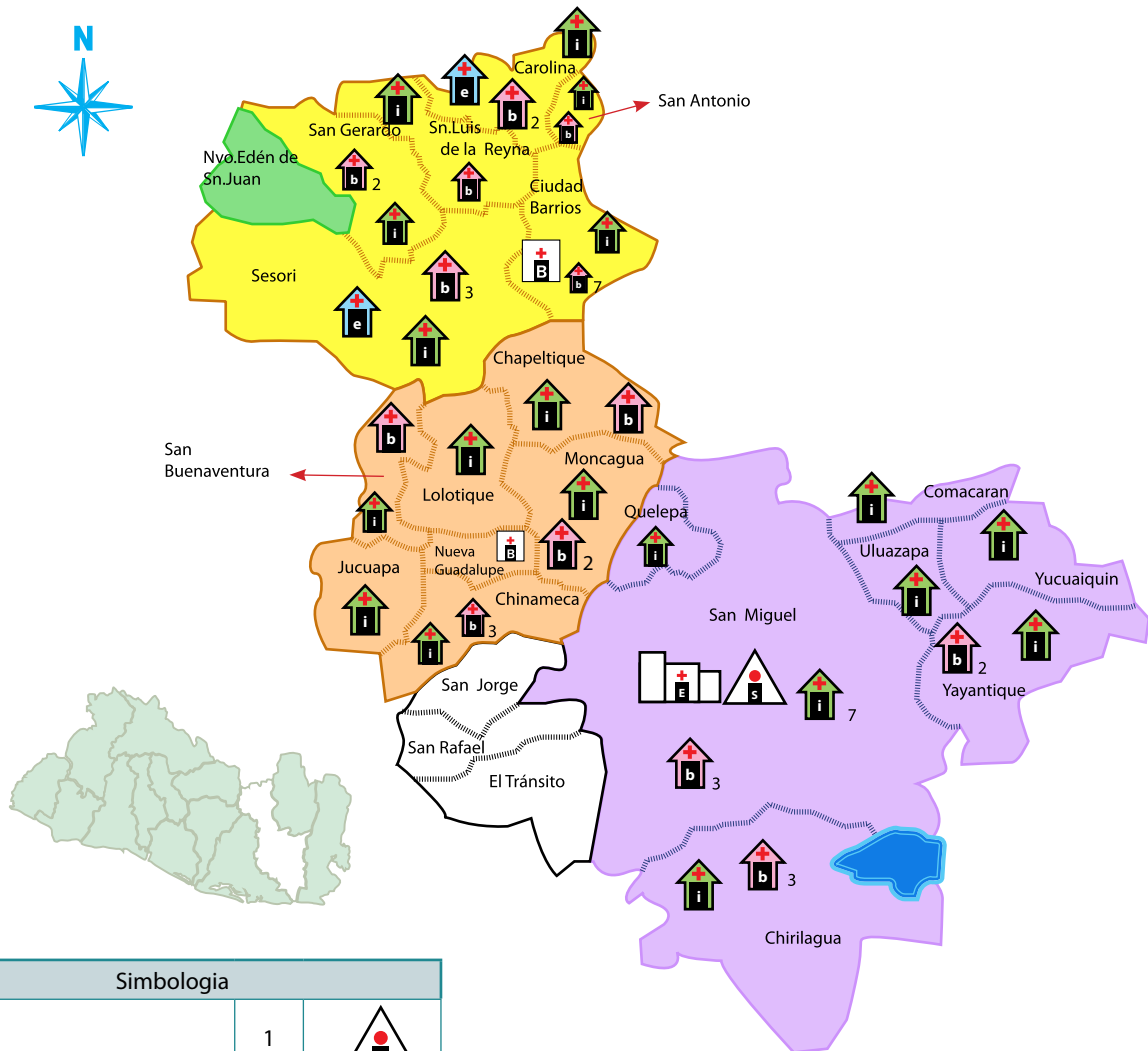 N
i
Carolina
e
i
b
2
i
San Antonio
b
San Gerardo
Sn.Luis
de la Reyna
Nvo.Edén de
Sn.Juan
b
2
b
Ciudad
Barrios
i
i
B
Sesori
b
3
b
7
e
i
Chapeltique
i
b
b
San
Buenaventura
i
Moncagua
Lolotique
i
i
Quelepa
i
Comacaran
i
i
Uluazapa
Nueva
Guadalupe
B
b
2
Jucuapa
Yucuaiquin
i
i
Chinameca
b
3
i
San Miguel
i
b
2
Yayantique
San Jorge
E
s
i
7
San Rafael
El Tránsito
b
3
i
b
3
Chirilagua
Simbologia
1